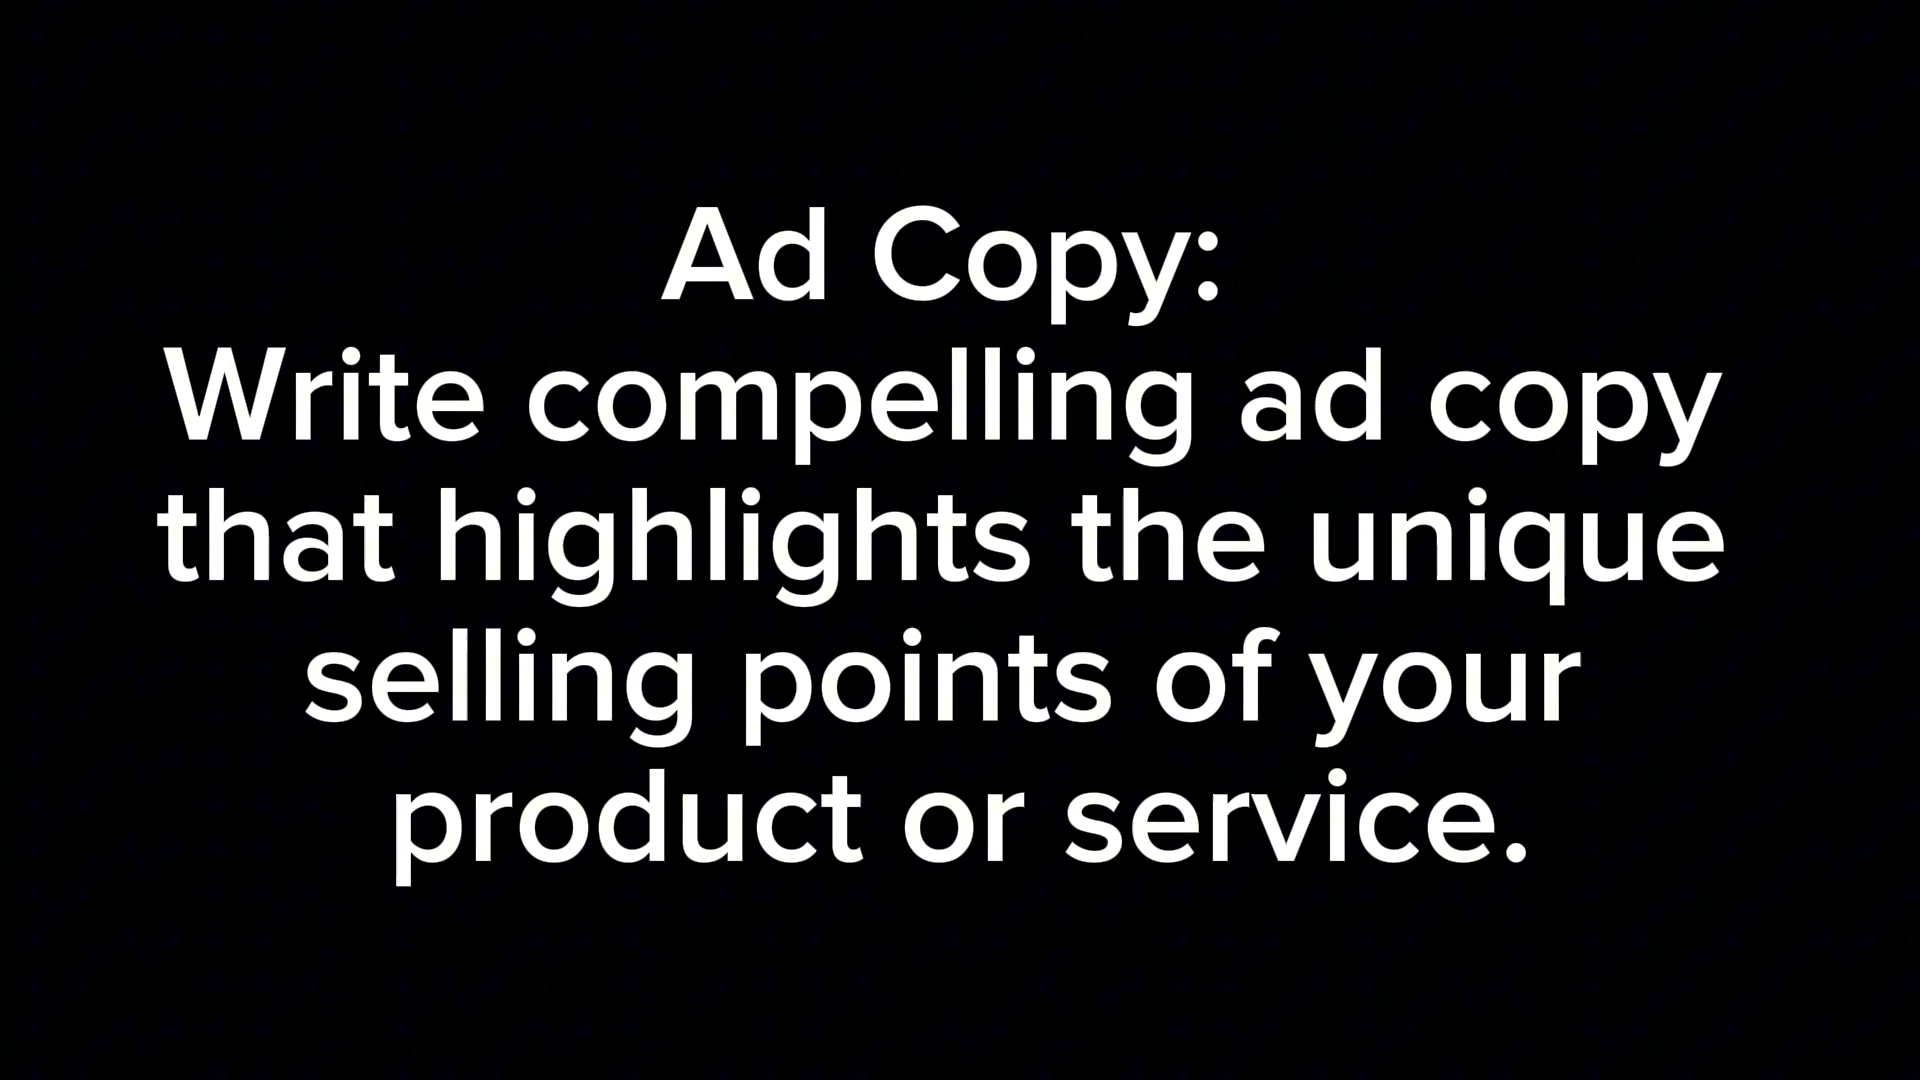 Ad Copy:
Write compelling ad copy
that highlights the unique
selling points of your
product or service.